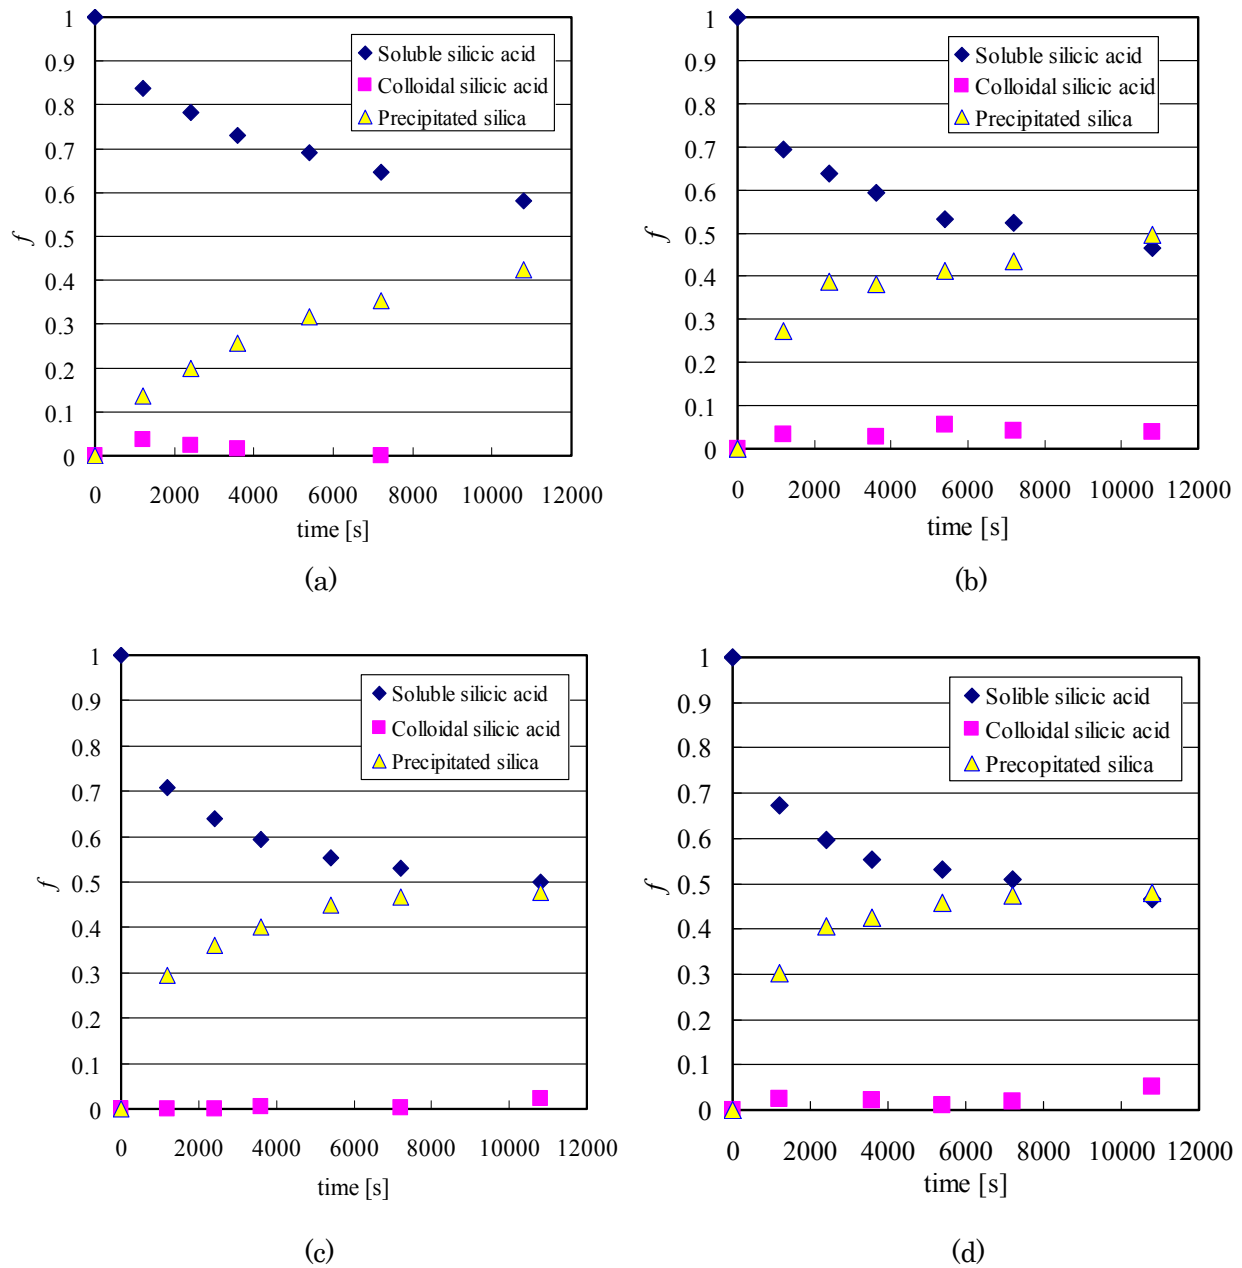 1
0.9
0.8
0.7
0.6
0.5
0.4
0.3
0.2
0.1
0
f
Soluble silicic acid
Colloidal silicic acid
Precipitated silica
0 2000 4000 6000 8000 10000 12000
time [s]
(a)
1
0.9
0.8
0.7
0.6
0.5
0.4
0.3
0.2
0.1
0
f
Soluble silicic acid
Colloidal silicic acid
Precipitated silica
0 2000 4000 6000 8000 10000 12000
time [s]
(b)
1
0.9
0.8
0.7
0.6
0.5
0.4
0.3
0.2
0.1
0
f
Soluble silicic acid
Colloidal silicic acid
Precipitated silica
0 2000 4000 6000 8000 10000 12000
time [s]
(c)
1
0.9
0.8
0.7
0.6
0.5
0.4
0.3
0.2
0.1
0
f
Solible silicic acid
Colloidal silicic acid
Precopitated silica
0 2000 4000 6000 8000 10000 12000
time [s]
(d)